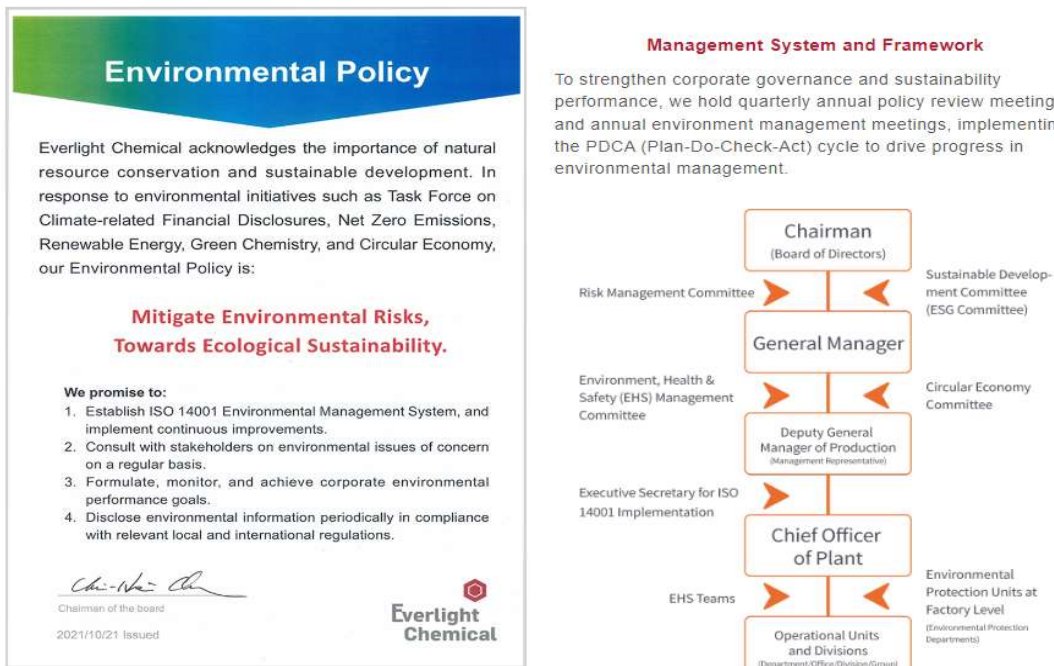 Environmental Policy
Everlight Chemical acknowledges the importance of natural
resource conservation and sustainable development. In
response to environmental initiatives such as Task Force on
Climate-related Financial Disclosures, Net Zero Emissions,
Renewable Energy, Green Chemistry, and Circular Economy,
our Environmental Policy is:
Mitigate Environmental Risks,
Towards Ecological Sustainability.
We promise to:
1. Establish ISO 14001 Environmental Management System, and
implement continuous improvements.
2. Consult with stakeholders on environmental issues of concern
on a regular basis.
3. Formulate, monitor, and achieve corporate environmental
performance goals.
4. Disclose environmental information periodically in compliance
with relevant local and international regulations.
Chairman of the board
2021/10/21 Issued
Everlight
Chemical
Management System and Framework
To strengthen corporate governance and sustainability
performance, we hold quarterly annual policy review meeting
and annual environment management meetings, implementin
the PDCA (Plan-Do-Check-Act) cycle to drive progress in
environmental management.
Chairman
(Board of Directors)
Risk Management Committee
Sustainable Develop-
ment Committee
(ESG Committee)
General Manager
Environment, Health &
Safety (EHS) Management
Committee
Circular Economy
Committee
Deputy General
Manager of Production
(Management Representative)
Executive Secretary for ISO
14001 Implementation
Chief Officer
of Plant
EHS Teams
Environmental
Protection Units at
Factory Level
(Environmental Protection
Departments)
Operational Units
and Divisions
(Department/Office/Division/Group)